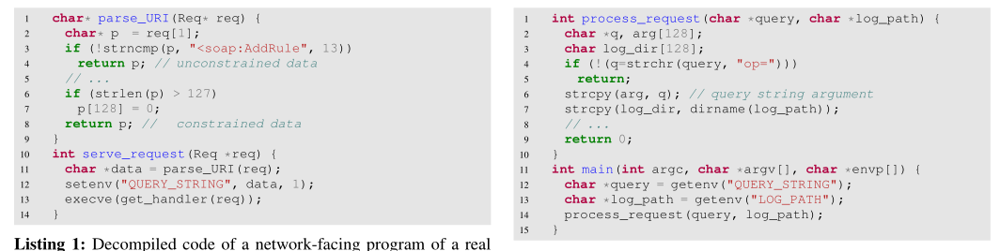 1 char* parse_URI(Req* req) {
2 char* p = req[1];
3 if (!strncmp(p, "<soap:AddRule", 13))
4 return p; // unconstrained data
5 // ...
6 if (strlen(p) > 127)
7 p[128] = 0;
8 return p; // constrained data
9 }
10 int serve_request(Req *req) {
11 char *data = parse_URI(req);
12 setenv("QUERY_STRING", data, 1);
13 execve(get_handler(req));
14 }
Listing 1: Decompiled code of a network-facing program of a real
1 int process_request(char *query, char *log_path) {
2 char *q, arg[128];
3 char log_dir[128];
4 if (!(q=strchr(query, "op=")))
5 return;
6 strcpy(arg, q); // query string argument
7 strcpy(log_dir, dirname(log_path));
8 // ...
9 return 0;
10 }
11 int main(int argc, char *argv[], char *envp[]) {
12 char *query = getenv("QUERY_STRING");
13 char *log_path = getenv("LOG_PATH");
14 process_request(query, log_path);
15 }